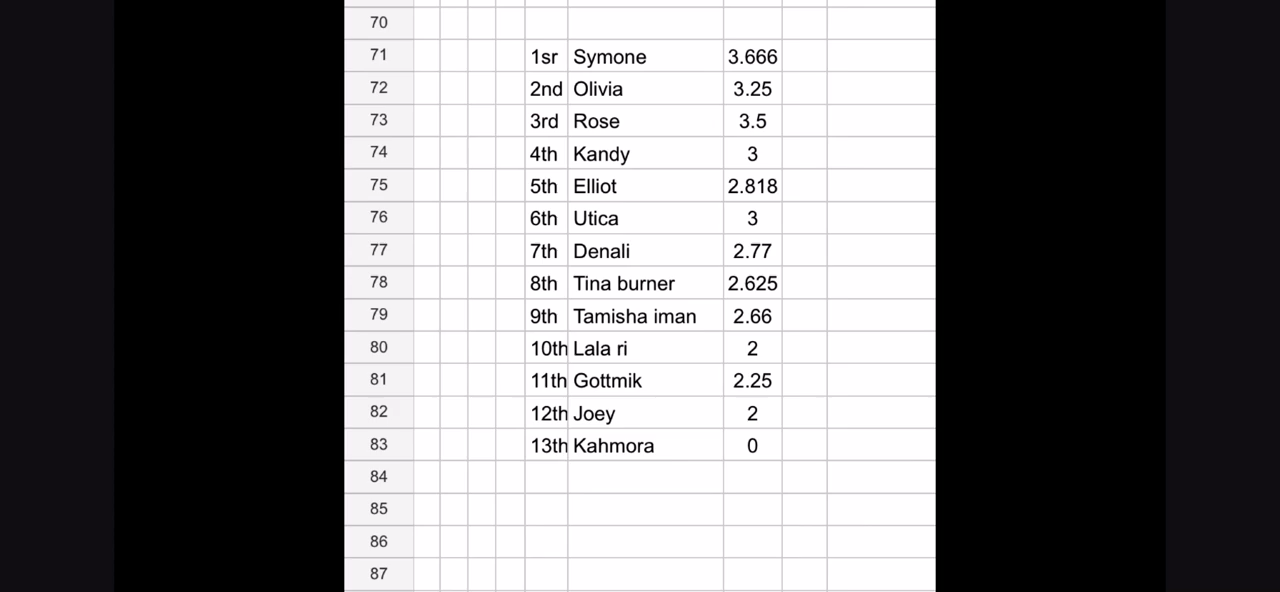 70
71 1sr Symone 3.666
72 2nd Olivia 3.25
73 3rd Rose 3.5
74 4th Kandy 3
75 5th Elliot 2.818
76 6th Utica 3
77 7th Denali 2.77
78 8th Tina burner 2.625
79 9th Tamisha iman 2.66
80 10th Lala ri 2
81 11th Gottmik 2.25
82 12th Joey 2
83 13th Kahmora 0
84
85
86
87